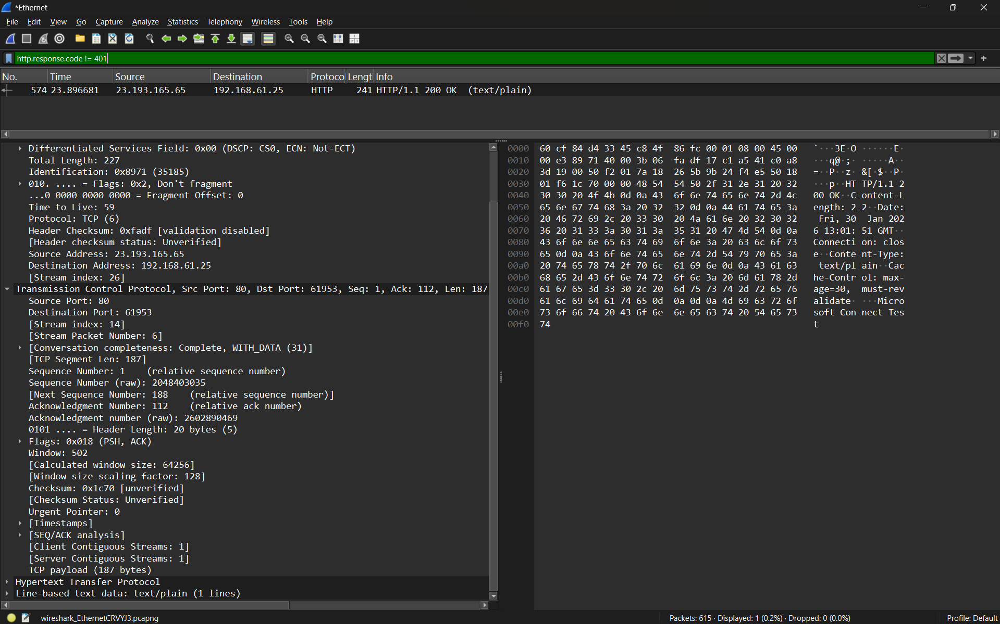 *Ethernet
File Edit View Go Capture Analyze Statistics Telephony Wireless Tools Help
http.response.code != 401
No. Time Source Destination Protoco Lengt Info
574 23.896681 23.193.165.65 192.168.61.25 HTTP 241 HTTP/1.1 200 OK (text/plain)
Differentiated Services Field: 0x00 (DSCP: CS0, ECN: Not-ECT)
Total Length: 227
Identification: 0x8971 (35185)
010. .... = Flags: 0x2, Don't fragment
...0 0000 0000 0000 = Fragment Offset: 0
Time to Live: 59
Protocol: TCP (6)
Header Checksum: 0xfadf [validation disabled]
[Header checksum status: Unverified]
Source Address: 23.193.165.65
Destination Address: 192.168.61.25
[Stream index: 26]
Transmission Control Protocol, Src Port: 80, Dst Port: 61953, Seq: 1, Ack: 112, Len: 187
Source Port: 80
Destination Port: 61953
[Stream index: 14]
[Stream Packet Number: 6]
[Conversation completeness: Complete, WITH_DATA (31)]
[TCP Segment Len: 187]
Sequence Number: 1 (relative sequence number)
Sequence Number (raw): 2048403035
[Next Sequence Number: 188 (relative sequence number)]
Acknowledgment Number: 112 (relative ack number)
Acknowledgment number (raw): 2602890469
0101 .... = Header Length: 20 bytes (5)
Flags: 0x018 (PSH, ACK)
Window: 502
[Calculated window size: 64256]
[Window size scaling factor: 128]
Checksum: 0x1c70 [unverified]
[Checksum Status: Unverified]
Urgent Pointer: 0
[Timestamps]
[SEQ/ACK analysis]
[Client Contiguous Streams: 1]
[Server Contiguous Streams: 1]
TCP payload (187 bytes)
Hypertext Transfer Protocol
Line-based text data: text/plain (1 lines)
0000 60 cf 84 d4 33 45 c8 4f 86 fc 00 01 08 00 45 00 `···3E·O ······E·
0010 00 e3 89 71 40 00 3b 06 fa df 17 c1 a5 41 c0 a8 ···q@·;· ·····A··
0020 3d 19 00 50 f2 01 7a 18 26 5b 9b 24 f4 e5 50 18 =··P··z· &[·$··P·
0030 01 f6 1c 70 00 00 48 54 54 50 2f 31 2e 31 20 32 ···p··HT TP/1.1 2
0040 30 30 20 4f 4b 0d 0a 43 6f 6e 74 65 6e 74 2d 4c 00 OK··C ontent-L
0050 65 6e 67 74 68 3a 20 32 32 0d 0a 44 61 74 65 3a ength: 2 2··Date:
0060 20 46 72 69 2c 20 33 30 20 4a 61 6e 20 32 30 32 Fri, 30 Jan 202
0070 36 20 31 33 3a 30 31 3a 35 31 20 47 4d 54 0d 0a 6 13:01: 51 GMT··
0080 43 6f 6e 6e 65 63 74 69 6f 6e 3a 20 63 6c 6f 73 Connecti on: clos
0090 65 0d 0a 43 6f 6e 74 65 6e 74 2d 54 79 70 65 3a e··Conte nt-Type:
00a0 20 74 65 78 74 2f 70 6c 61 69 6e 0d 0a 43 61 63 text/pl ain··Cac
00b0 68 65 2d 43 6f 6e 74 72 6f 6c 3a 20 6d 61 78 2d he-Contr ol: max-
00c0 61 67 65 3d 33 30 2c 20 6d 75 73 74 2d 72 65 76 age=30, must-rev
00d0 61 6c 69 64 61 74 65 0d 0a 0d 0a 4d 69 63 72 6f alidate· ···Micro
00e0 73 6f 66 74 20 43 6f 6e 6e 65 63 74 20 54 65 73 soft Con nect Tes
00f0 74 t
wireshark_EthernetCRVYJ3.pcapng
Packets: 615 · Displayed: 1 (0.2%) · Dropped: 0 (0.0%)
Profile: Default